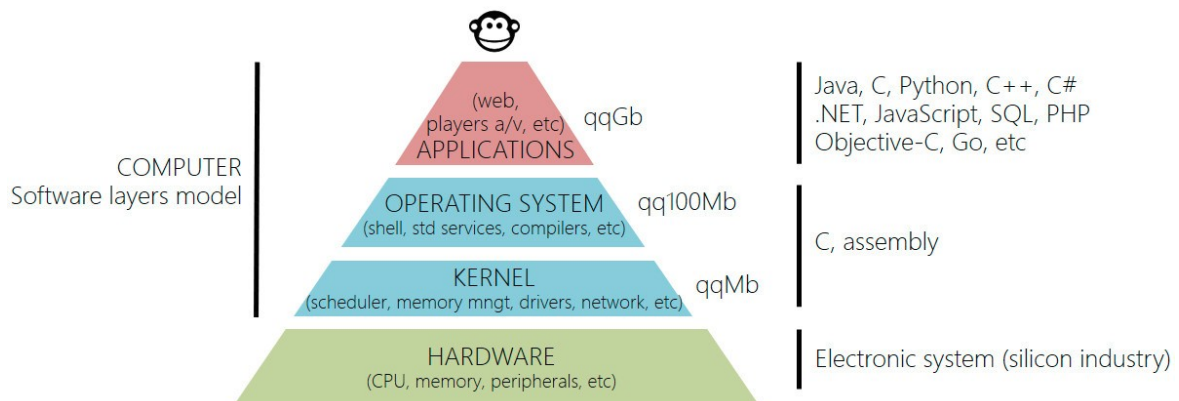 COMPUTER
Software layers model
(web,
players a/v, etc)
APPLICATIONS
qqGb
Java, C, Python, C++, C#
.NET, JavaScript, SQL, PHP
Objective-C, Go, etc
OPERATING SYSTEM
(shell, std services, compilers, etc)
qq100Mb
KERNEL
(scheduler, memory mngt, drivers, network, etc)
qqMb
C, assembly
HARDWARE
(CPU, memory, peripherals, etc)
Electronic system (silicon industry)